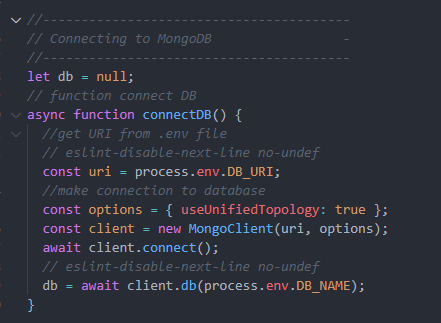 //----------------------------------------
// Connecting to MongoDB                 -
//----------------------------------------
let db = null;
// function connect DB
async function connectDB() {
  //get URI from .env file
  // eslint-disable-next-line no-undef
  const uri = process.env.DB_URI;
  //make connection to database
  const options = { useUnifiedTopology: true };
  const client = new MongoClient(uri, options);
  await client.connect();
  // eslint-disable-next-line no-undef
  db = await client.db(process.env.DB_NAME);
}